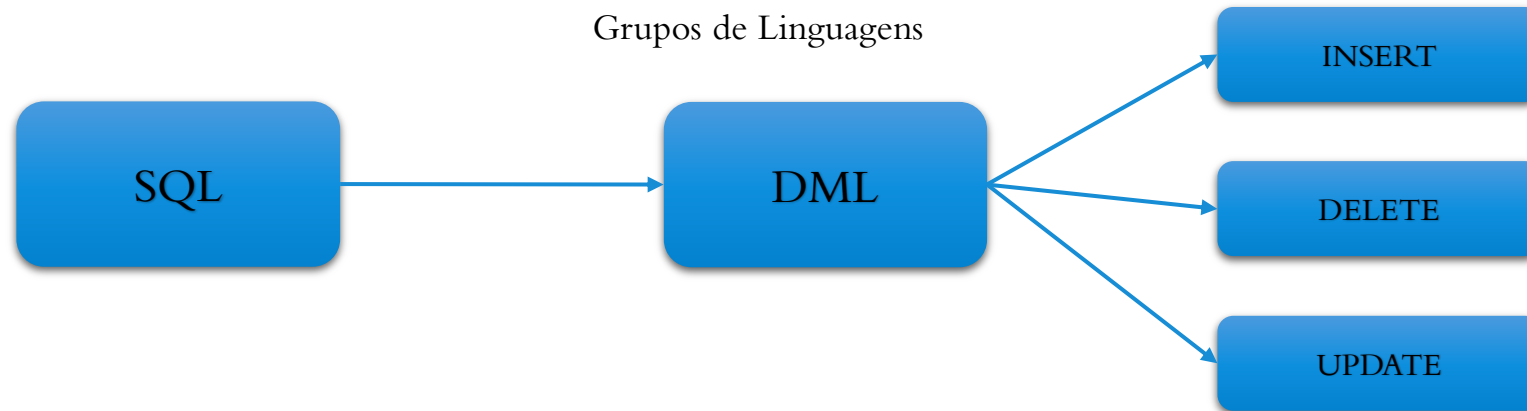 Grupos de Linguagens
SQL
DML
INSERT
DELETE
UPDATE